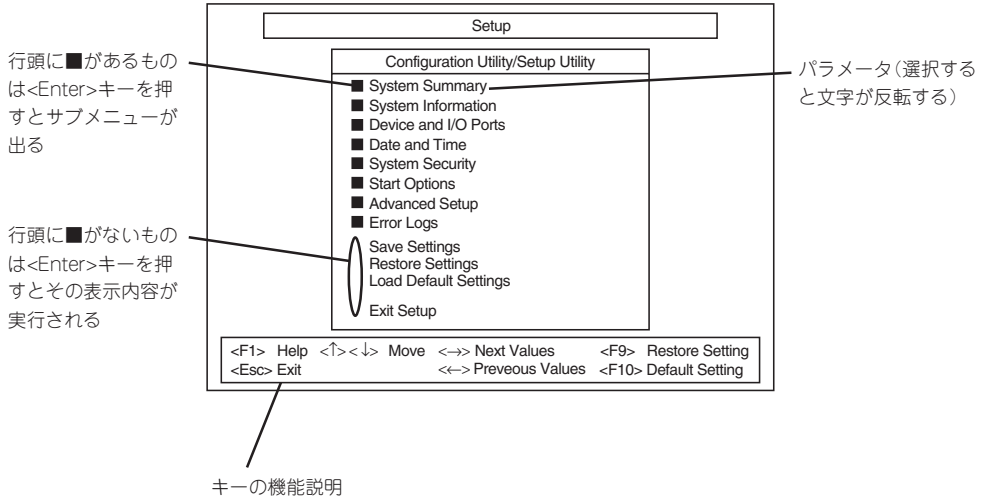 Setup
Configuration Utility/Setup Utility
行頭に■があるもの
は<Enter>キーを押
すとサブメニューが
出る
■ System Summary
■ System Information
■ Device and I/O Ports
■ Date and Time
■ System Security
■ Start Options
■ Advanced Setup
■ Error Logs
パラメータ（選択する
と文字が反転する）
行頭に■がないもの
は<Enter>キーを押
すとその表示内容が
実行される
Save Settings
Restore Settings
Load Default Settings
Exit Setup
<F1> Help <↑><↓> Move <→> Next Values <F9> Restore Setting
<Esc> Exit <←> Preveous Values <F10> Default Setting
キーの機能説明